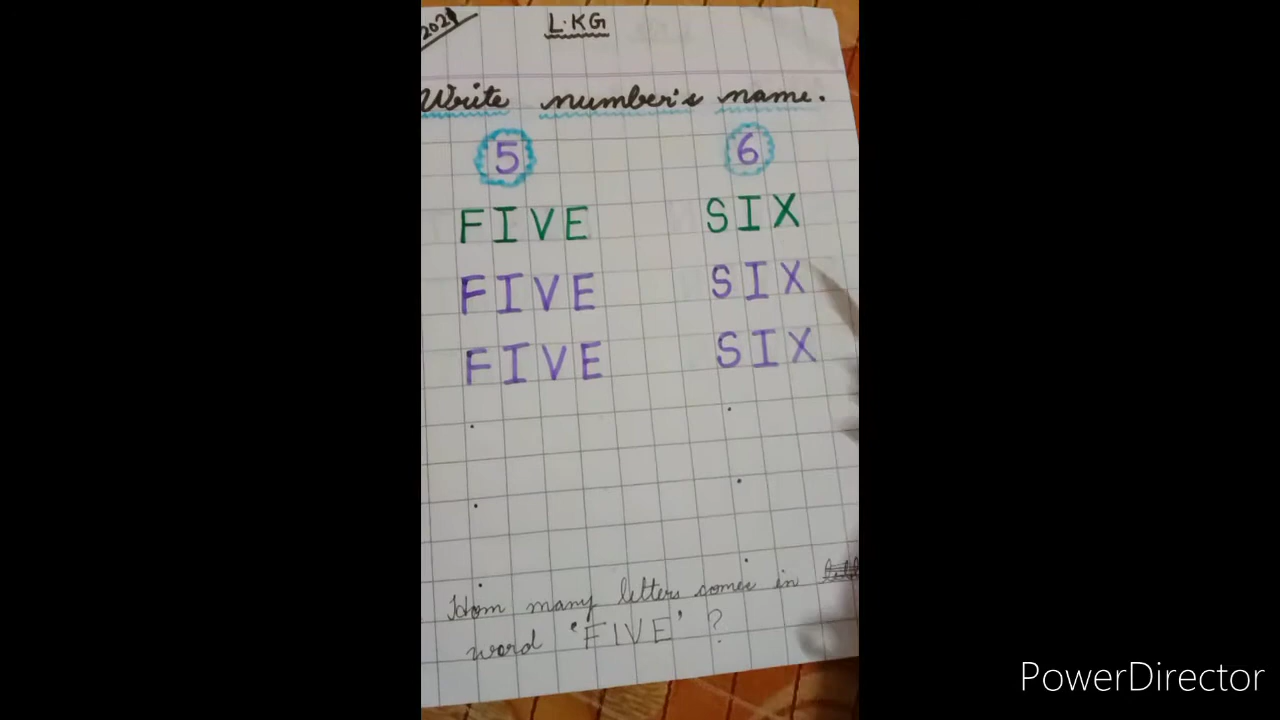 2021
L.KG
Write number's name.
5 6
FIVE SIX
FIVE SIX
FIVE SIX
How many letters comes in
word 'FIVE' ?
PowerDirector